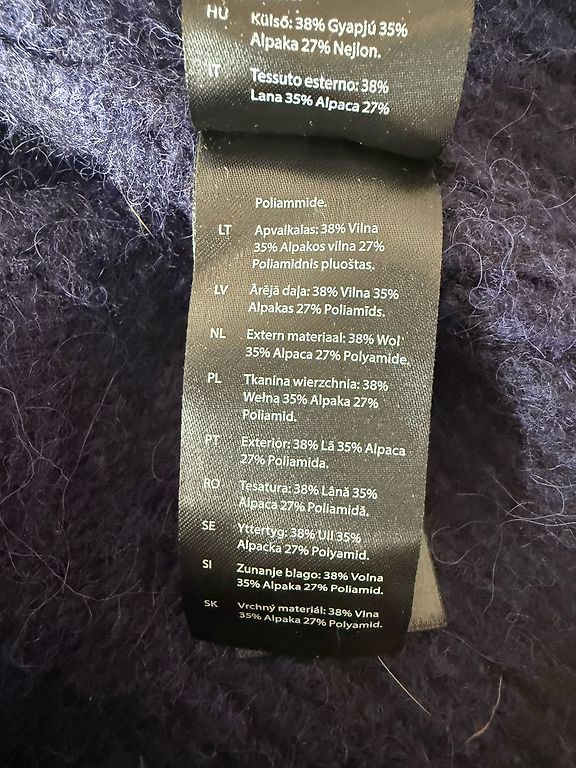 HU Külső: 38% Gyapjú 35%
Alpaka 27% Nejlon.
IT Tessuto esterno: 38%
Lana 35% Alpaca 27%
Poliammide.
LT Apvalkalas: 38% Vilna
35% Alpakos vilna 27%
Poliamidnis pluoštas.
LV Ārējā daļa: 38% Vilna 35%
Alpakas 27% Poliamīds.
NL Extern materiaal: 38% Wol
35% Alpaca 27% Polyamide.
PL Tkanina wierzchnia: 38%
Wełna 35% Alpaka 27%
Poliamid.
PT Exterior: 38% Lã 35% Alpaca
27% Poliamida.
RO Tesatura: 38% Lână 35%
Alpaca 27% Poliamidă.
SE Yttertyg: 38% Ull 35%
Alpacka 27% Polyamid.
SI Zunanje blago: 38% Volna
35% Alpaka 27% Poliamid.
SK Vrchný materiál: 38% Vlna
35% Alpaka 27% Polyamid.